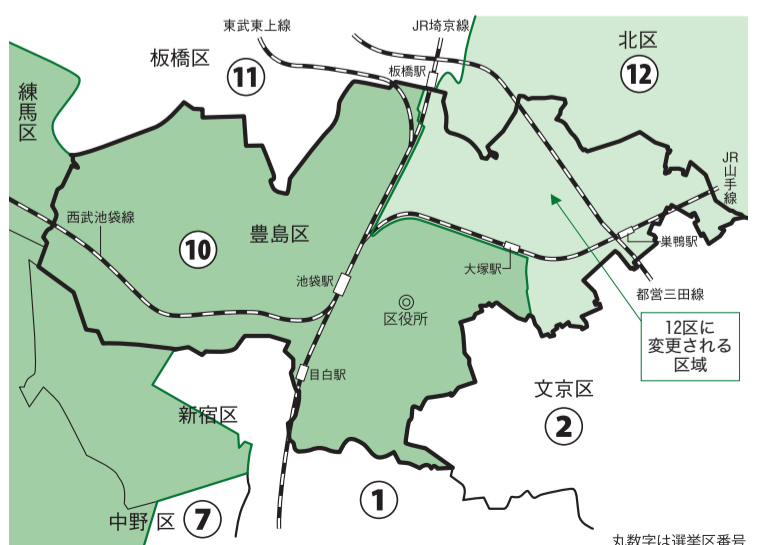 東武東上線
JR埼京線
板橋区
⑪
板橋駅
北区
⑫
練馬区
JR山手線
西武池袋線
豊島区
⑩
池袋駅
大塚駅
巣鴨駅
都営三田線
区役所
12区に
変更される
区域
目白駅
新宿区
文京区
②
①
中野区
⑦
丸数字は選挙区番号